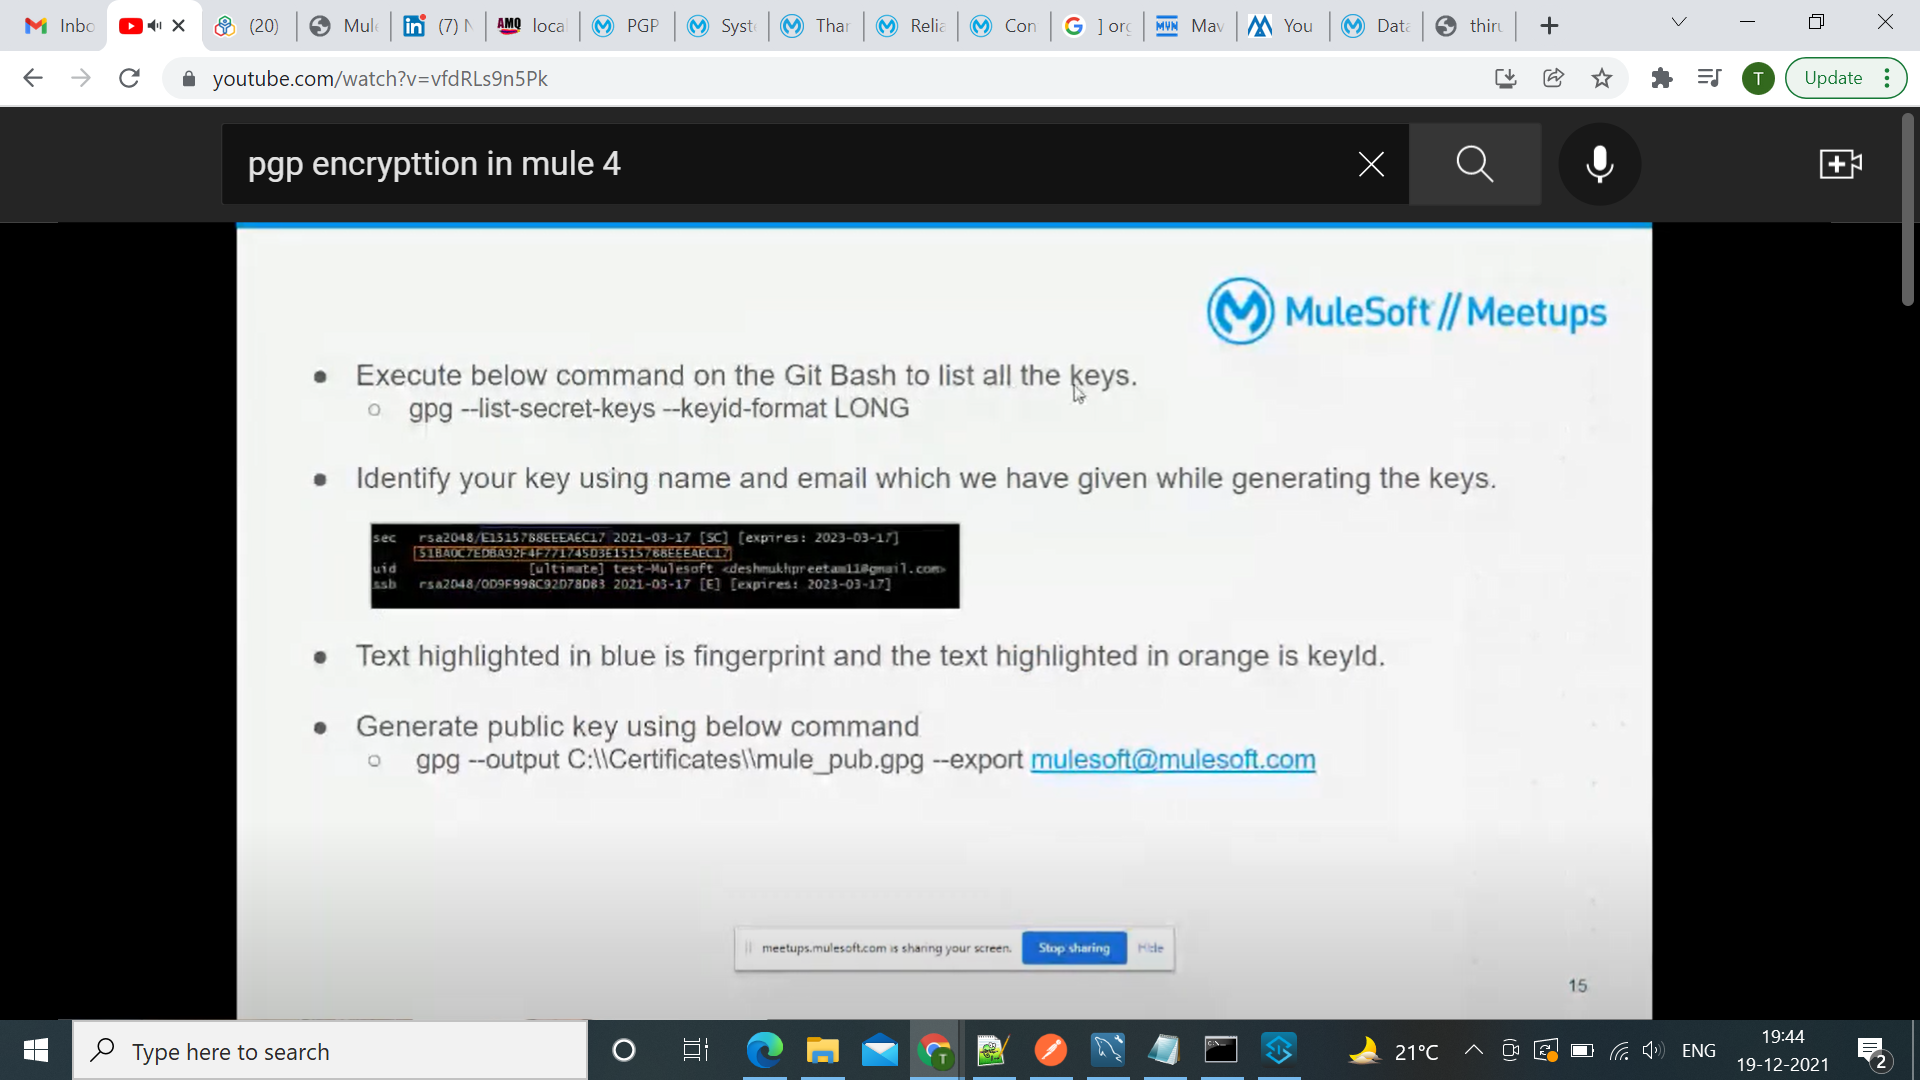 Inbo
(20)
Mule
(7) N
AMQ
loca
PGP
Syst
Thar
Relia
Con
] org
MVN
Mav
You
Data
thiru
youtube.com/watch?v=vfdRLs9n5Pk
T
Update
pgp encrypttion in mule 4
MuleSoft // Meetups
Execute below command on the Git Bash to list all the keys.
gpg --list-secret-keys --keyid-format LONG
Identify your key using name and email which we have given while generating the keys.
sec rsa2048/E1515788EEEAEC17 2021-03-17 [SC] [expires: 2023-03-17]
51BA0C7EDBA92F4F771745D3E1515788EEEAEC17
uid [ultimate] test-Mulesoft <deshmukhpreetam11@gmail.com>
ssb rsa2048/0D9F998C92D78D83 2021-03-17 [E] [expires: 2023-03-17]
Text highlighted in blue is fingerprint and the text highlighted in orange is keyId.
Generate public key using below command
gpg --output C:\\Certificates\\mule_pub.gpg --export mulesoft@mulesoft.com
meetups.mulesoft.com is sharing your screen.
Stop sharing
Hide
15
Type here to search
T
21°C
ENG
19:44
19-12-2021
2